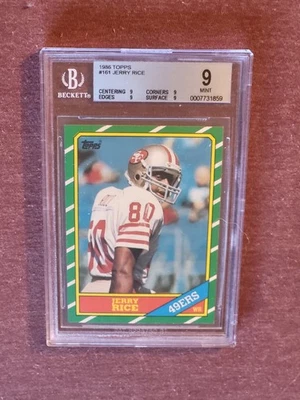 1986 TOPPS
#161 JERRY RICE
CENTERING 9 CORNERS 9
EDGES 9 SURFACE 9
9
MINT
0007731859
BECKETT
Topps
80
80
JERRY
RICE
49ERS
WR